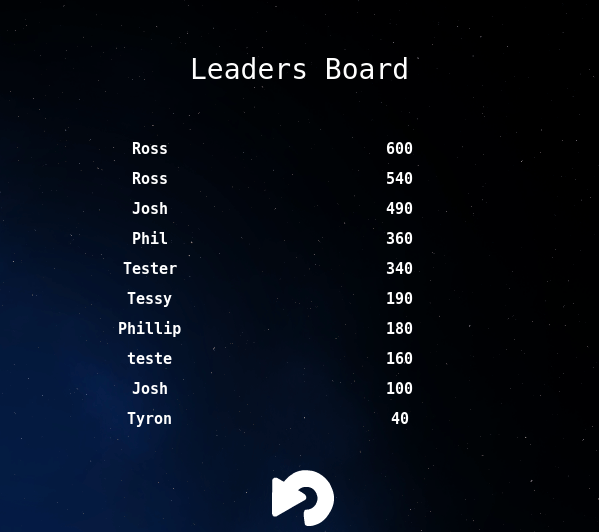 Leaders Board
Ross 600
Ross 540
Josh 490
Phil 360
Tester 340
Tessy 190
Phillip 180
teste 160
Josh 100
Tyron 40